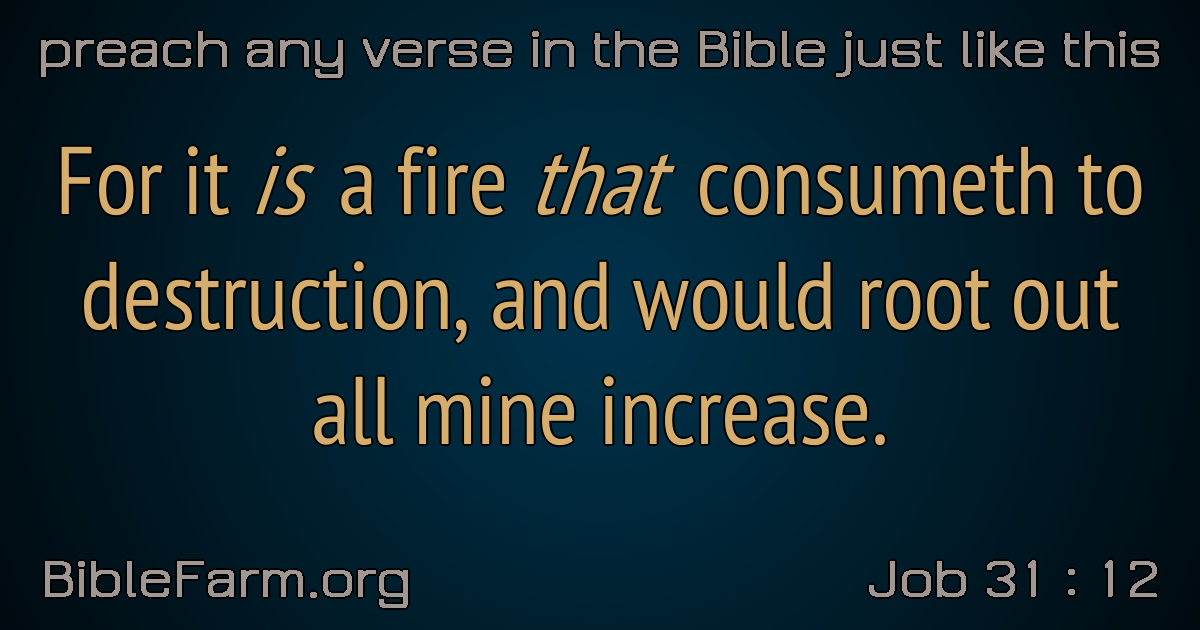 preach any verse in the Bible just like this
For it is a fire that consumeth to
destruction, and would root out
all mine increase.
BibleFarm.org
Job 31 : 12